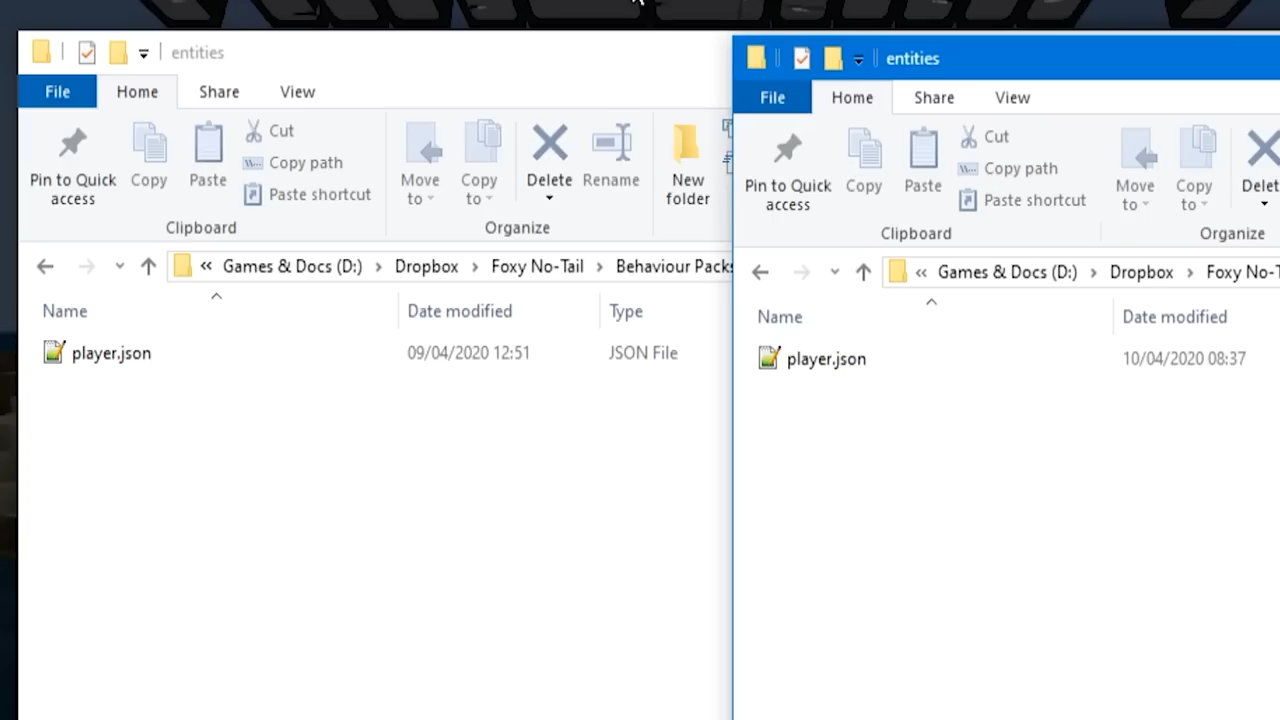 entities
File Home Share View
Pin to Quick access
Copy
Paste
Cut
Copy path
Paste shortcut
Clipboard
Move to
Copy to
Delete
Rename
Organize
New folder
« Games & Docs (D:) > Dropbox > Foxy No-Tail > Behaviour Packs
Name Date modified Type
player.json 09/04/2020 12:51 JSON File
entities
File Home Share View
Pin to Quick access
Copy
Paste
Cut
Copy path
Paste shortcut
Clipboard
Move to
Copy to
Delet
Organize
« Games & Docs (D:) > Dropbox > Foxy No-T
Name Date modified
player.json 10/04/2020 08:37